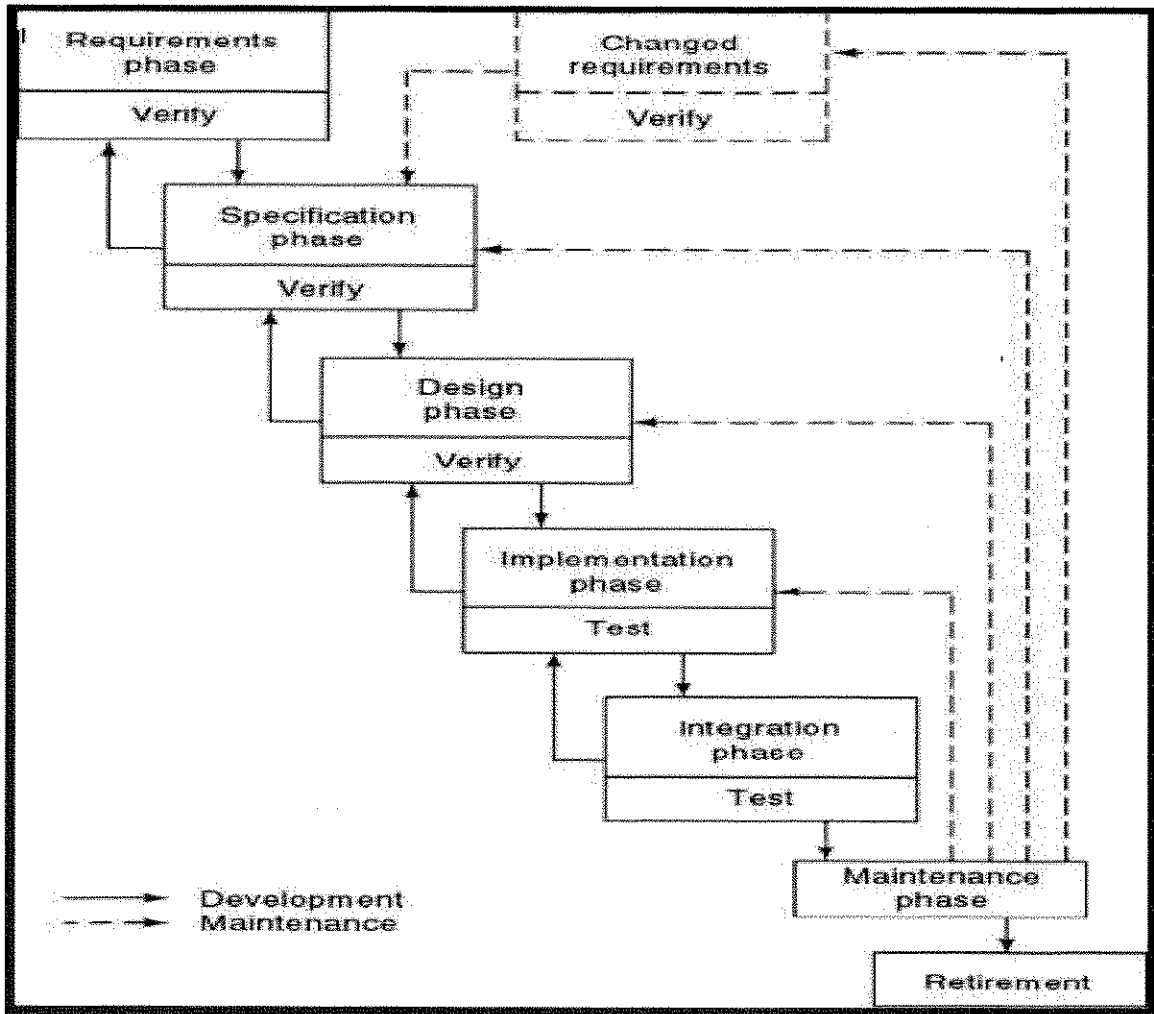 Requirements
phase
Verify
Changod
requirements
Verify
Specification
phase
Verify
Design
phase
Verify
Implementation
phase
Test
Integration
phase
Test
Maintenance
phase
Development
Maintenance
Retirement